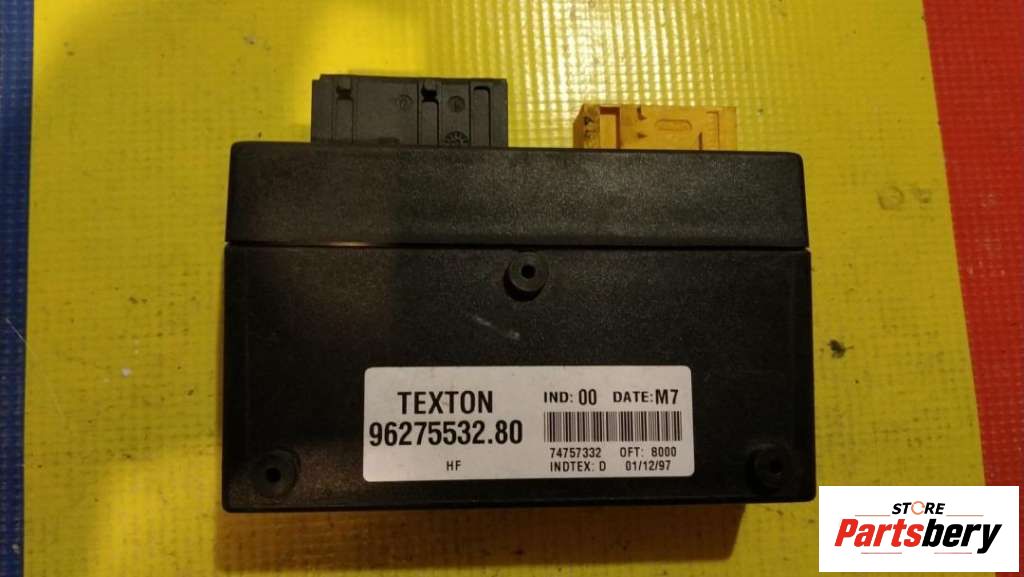 TEXTON
96275532.80
HF
IND: 00 DATE: M7
74757332 OFT: 8000
INDTEX: D 01/12/97
STORE
Partsbery